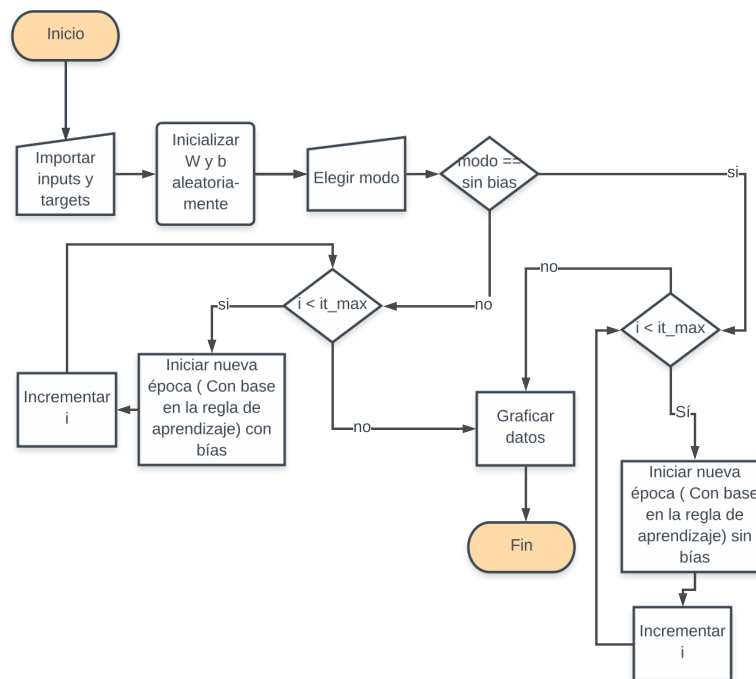 Inicio
Importar
inputs y
targets
Inicializar
W y b
aleatoria-
mente
Elegir modo
modo ==
sin bias
si
no
no
i < it_max
si
i < it_max
Iniciar nueva
época ( Con base
en la regla de
aprendizaje) con
bías
Incrementar
i
no
Graficar
datos
Sí
Iniciar nueva
época ( Con base
en la regla de
aprendizaje) sin
bías
Fin
Incrementar
i